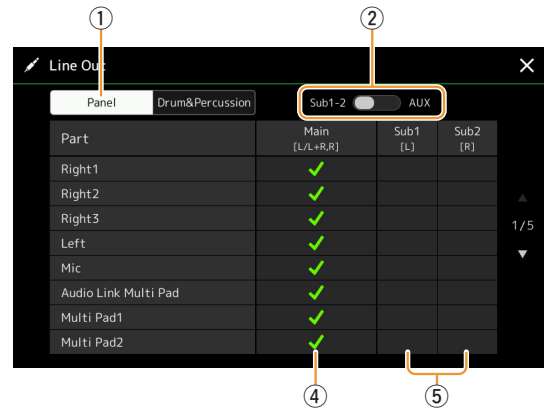 ① ②
Line Out
Panel Drum&Percussion Sub1-2 AUX
Part Main Sub1 Sub2
[L/L+R,R] [L] [R]
Right1
Right2
Right3
1/5
Left
Mic
Audio Link Multi Pad
Multi Pad1
Multi Pad2
④ ⑤